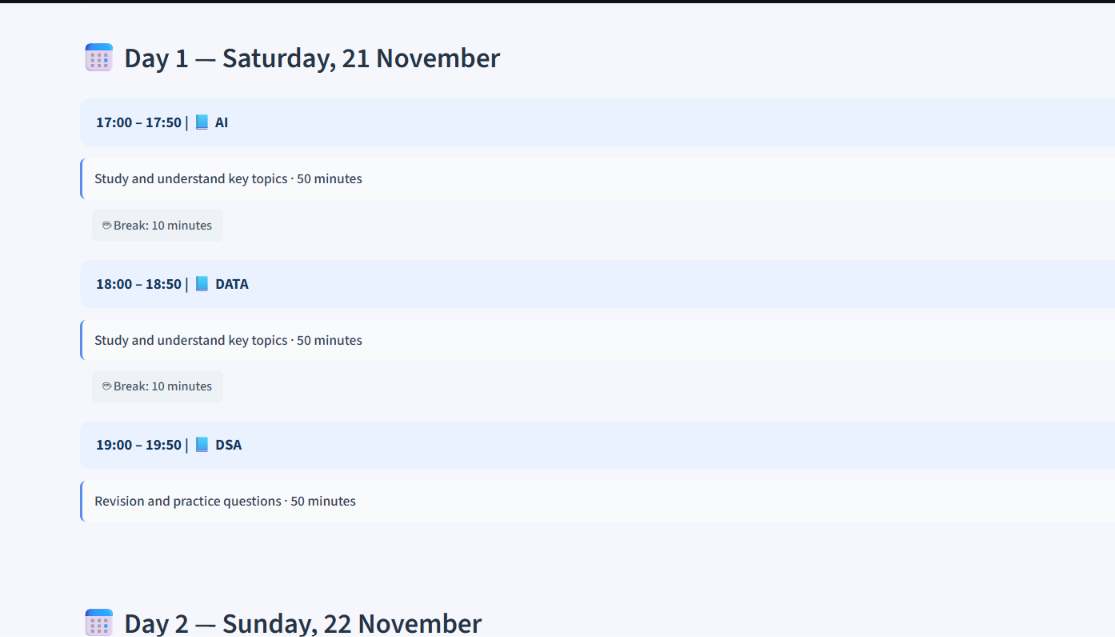 Day 1 — Saturday, 21 November
17:00 – 17:50 | AI
Study and understand key topics · 50 minutes
Break: 10 minutes
18:00 – 18:50 | DATA
Study and understand key topics · 50 minutes
Break: 10 minutes
19:00 – 19:50 | DSA
Revision and practice questions · 50 minutes
Day 2 — Sunday, 22 November